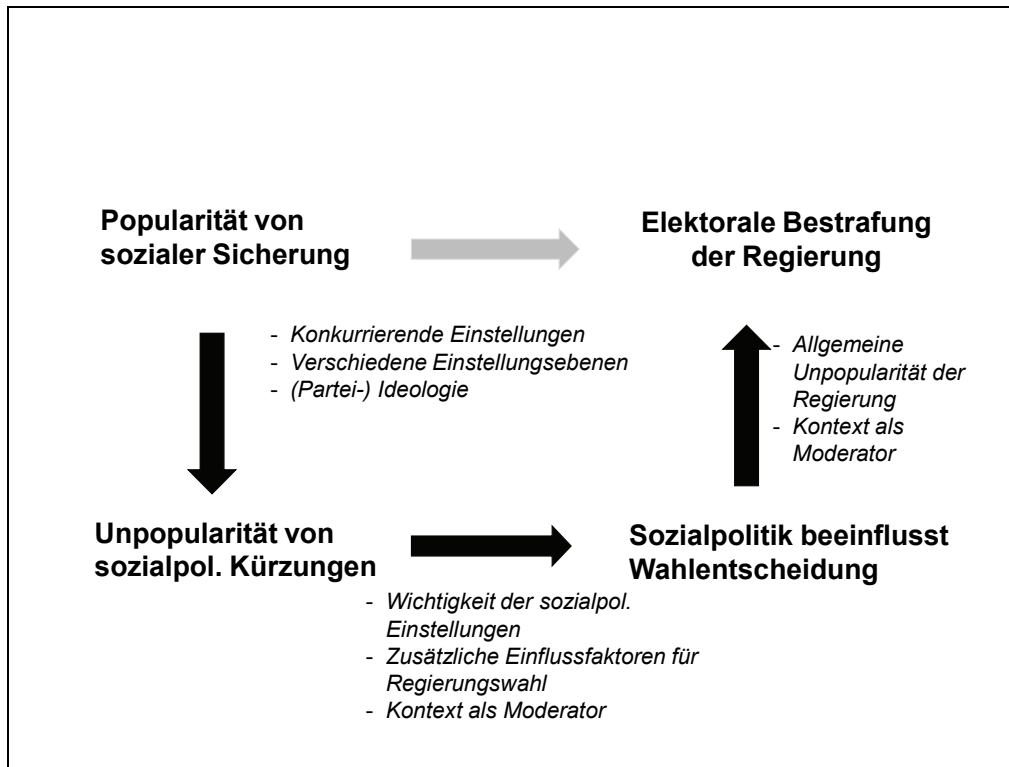 Popularität von
sozialer Sicherung
Elektorale Bestrafung
der Regierung
- Konkurrierende Einstellungen
- Verschiedene Einstellungsebenen
- (Partei-) Ideologie
- Allgemeine
Unpopularität der
Regierung
- Kontext als
Moderator
Unpopularität von
sozialpol. Kürzungen
Sozialpolitik beeinflusst
Wahlentscheidung
- Wichtigkeit der sozialpol.
Einstellungen
- Zusätzliche Einflussfaktoren für
Regierungswahl
- Kontext als Moderator